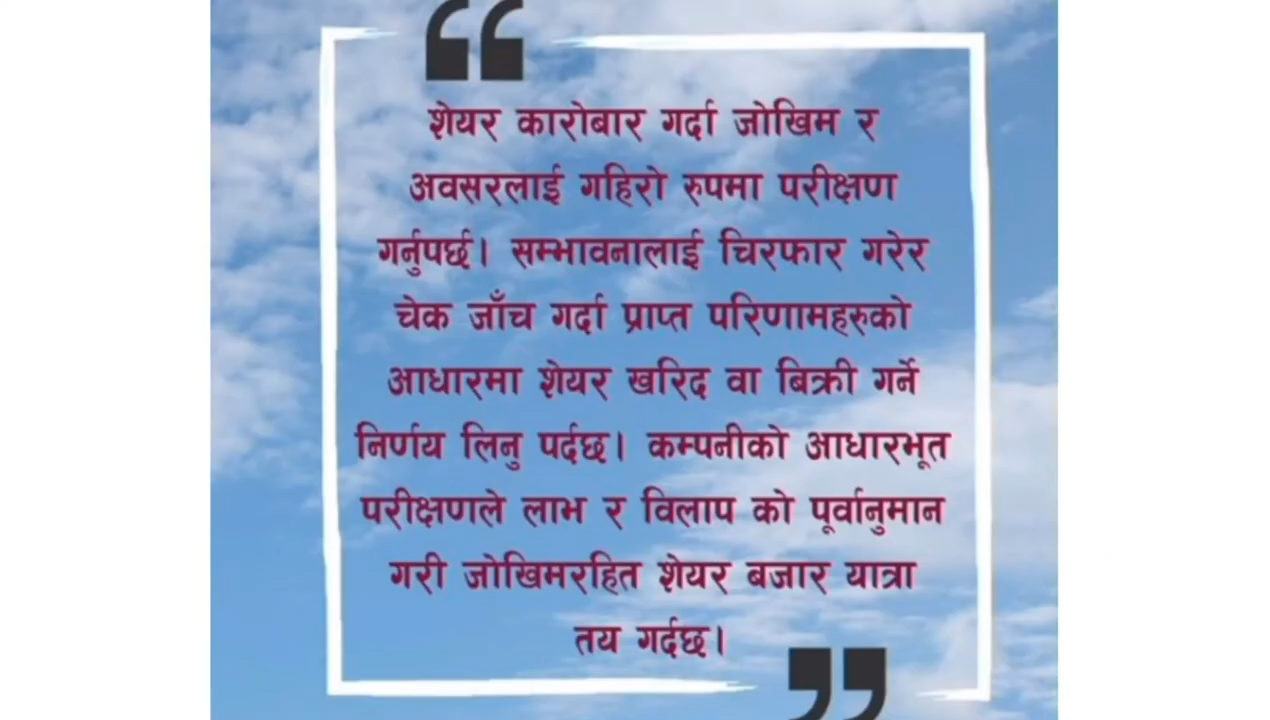 शेयर कारोबार गर्दा जोखिम र
अवसरलाई गहिरो रुपमा परीक्षण
गर्नुपर्छ। सम्भावनालाई चिरफार गरेर
चेक जाँच गर्दा प्राप्त परिणामहरुको
आधारमा शेयर खरिद वा बिक्री गर्ने
निर्णय लिनु पर्दछ। कम्पनीको आधारभूत
परीक्षणले लाभ र विलाप को पूर्वानुमान
गरी जोखिमरहित शेयर बजार यात्रा
तय गर्दछ।